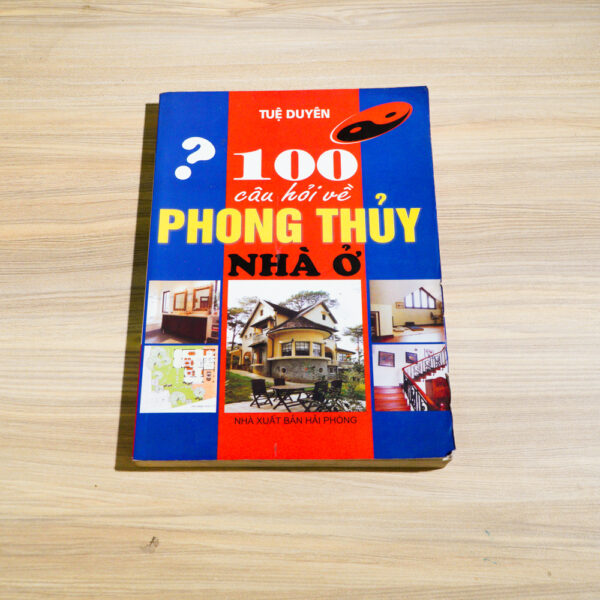 TUỆ DUYÊN
?
100
câu hỏi về
PHONG THỦY
NHÀ Ở
NHÀ XUẤT BẢN HẢI PHÒNG